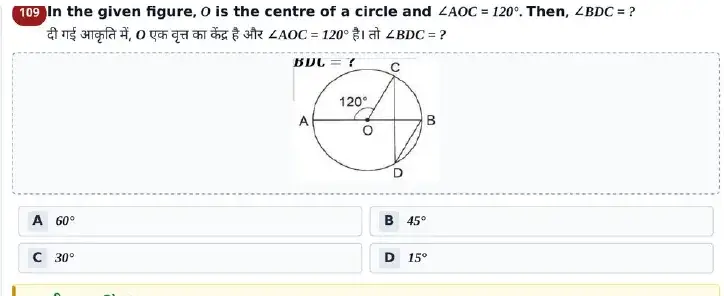 109 In the given figure, O is the centre of a circle and ∠AOC = 120°. Then, ∠BDC = ?
दी गई आकृति में, O एक वृत्त का केंद्र है और ∠AOC = 120° है। तो ∠BDC = ?
BDC = ?
C
120°
A
B
O
D
A 60°
B 45°
C 30°
D 15°